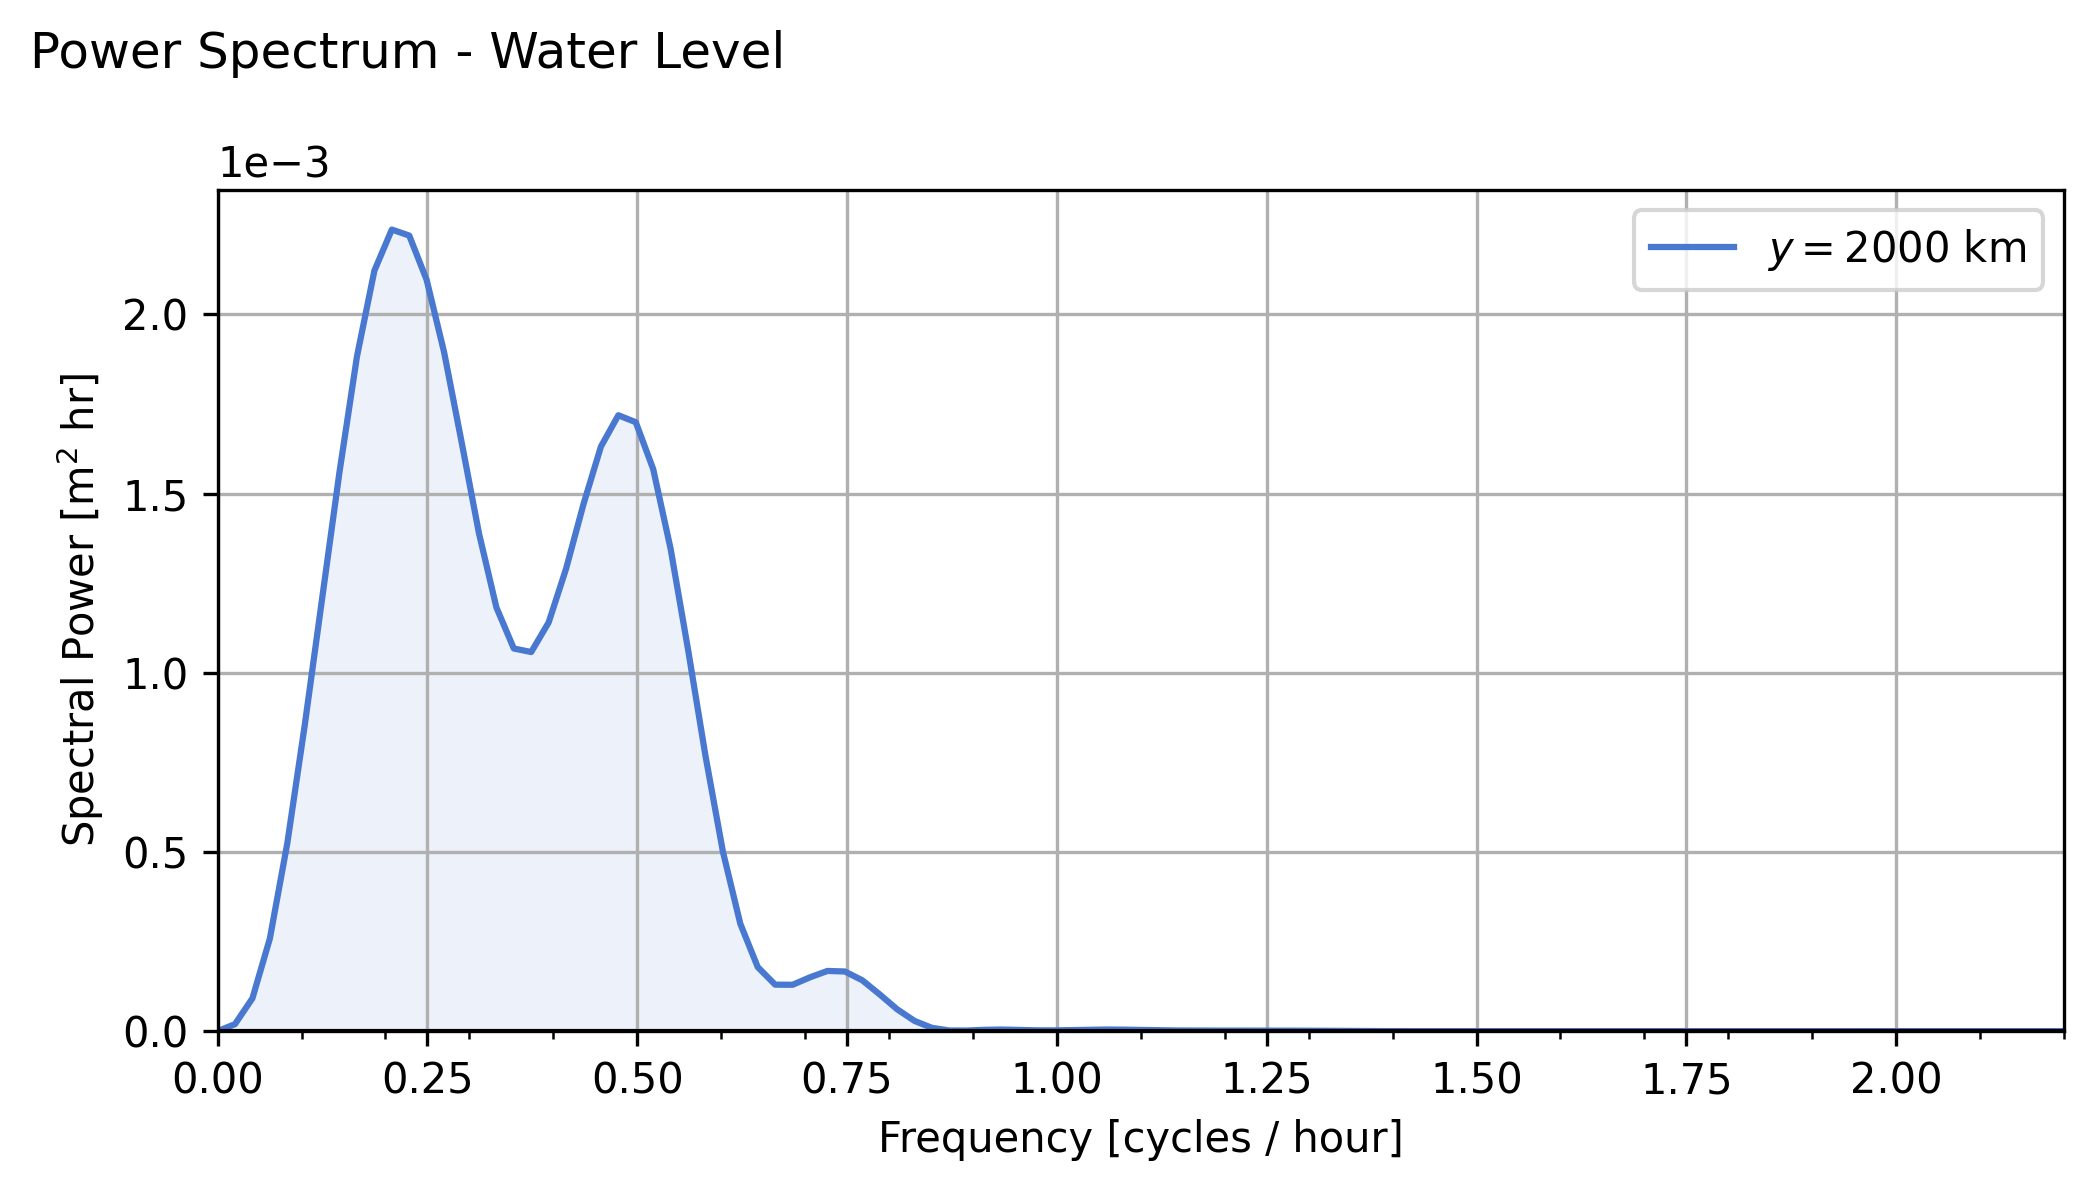 Power Spectrum - Water Level
1e−3
y = 2000 km
2.0
1.5
1.0
0.5
0.0
Spectral Power [m² hr]
0.00 0.25 0.50 0.75 1.00 1.25 1.50 1.75 2.00
Frequency [cycles / hour]